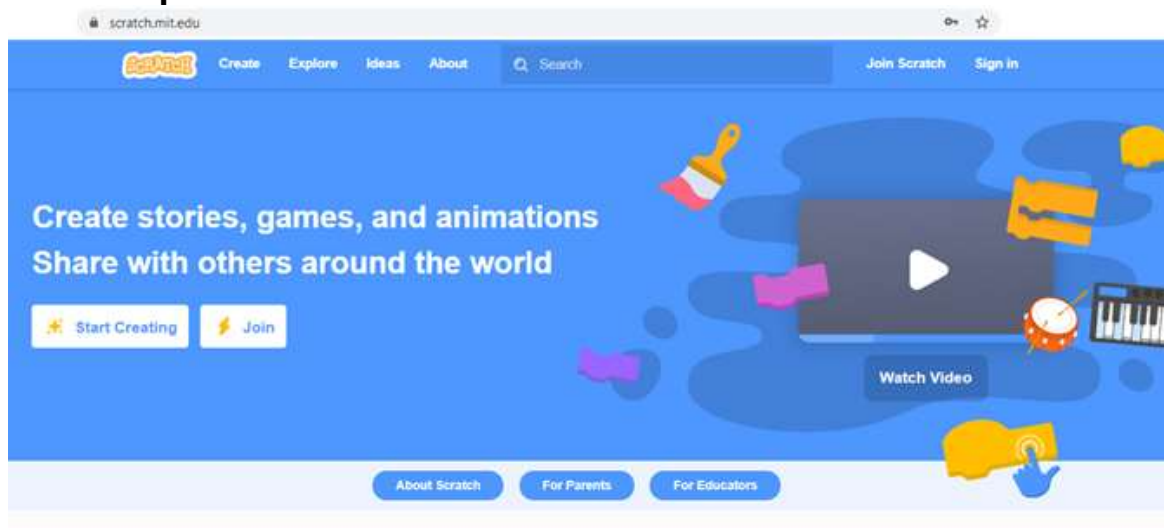 scratch.mit.edu
SCRATCH Create Explore Ideas About Search Join Scratch Sign in
Create stories, games, and animations
Share with others around the world
Start Creating Join
Watch Video
About Scratch For Parents For Educators